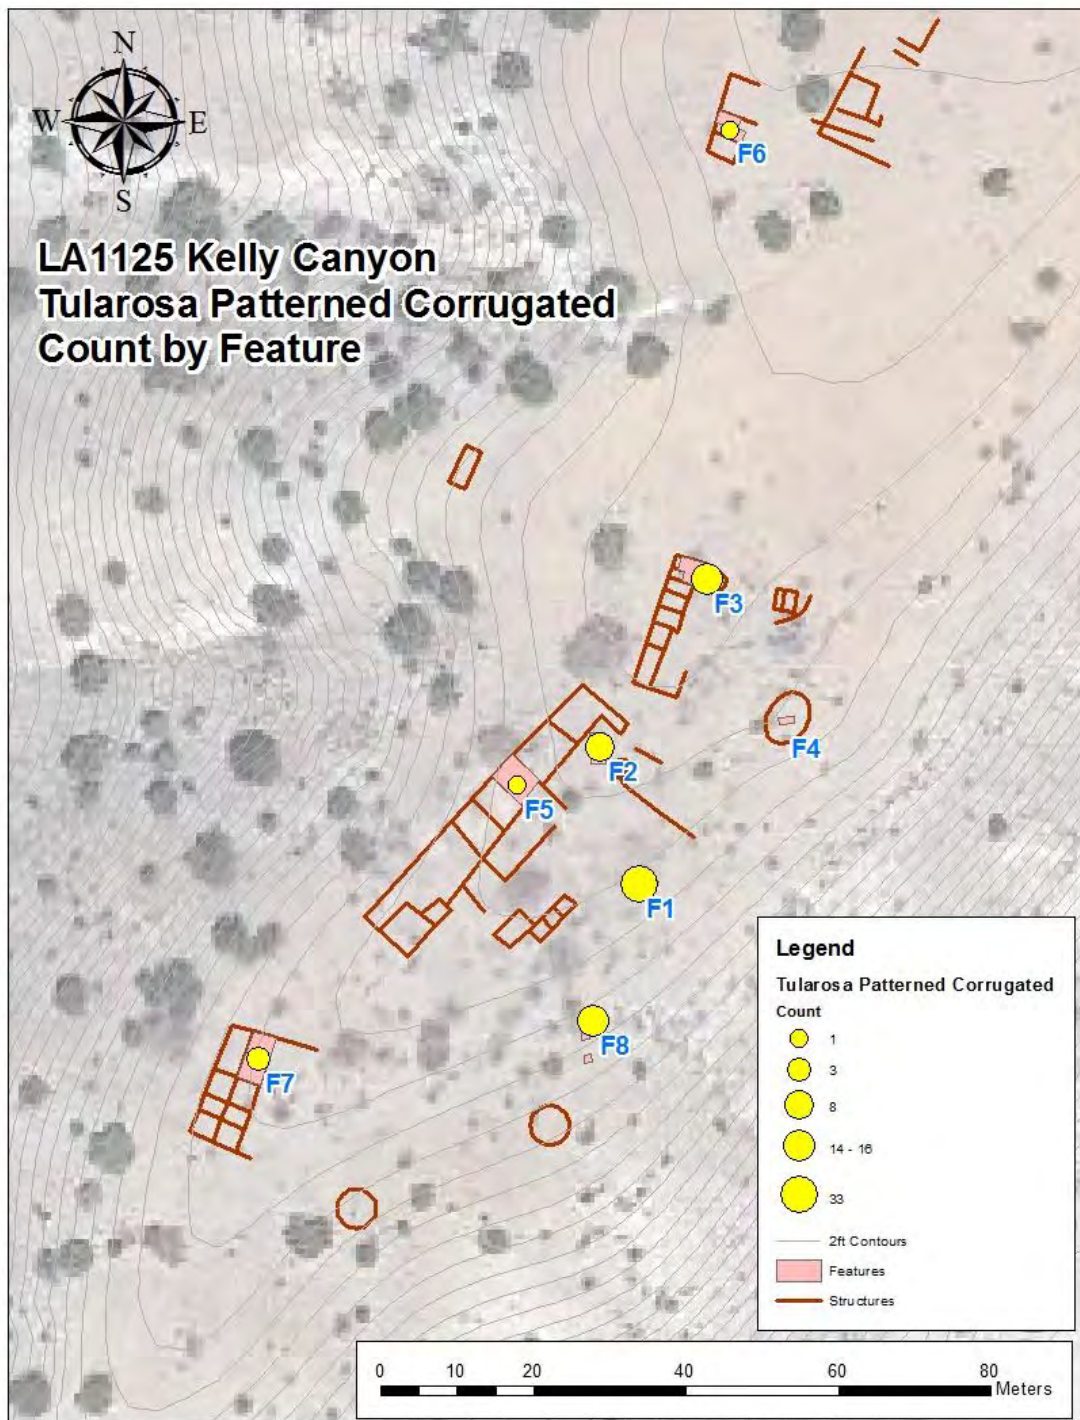 N
W E
S
LA1125 Kelly Canyon
Tularosa Patterned Corrugated
Count by Feature
F6
F3
F4
F2
F5
F1
F8
F7
Legend
Tularosa Patterned Corrugated
Count
1
3
8
14 - 16
33
2ft Contours
Features
Structures
0 10 20 40 60 80
Meters